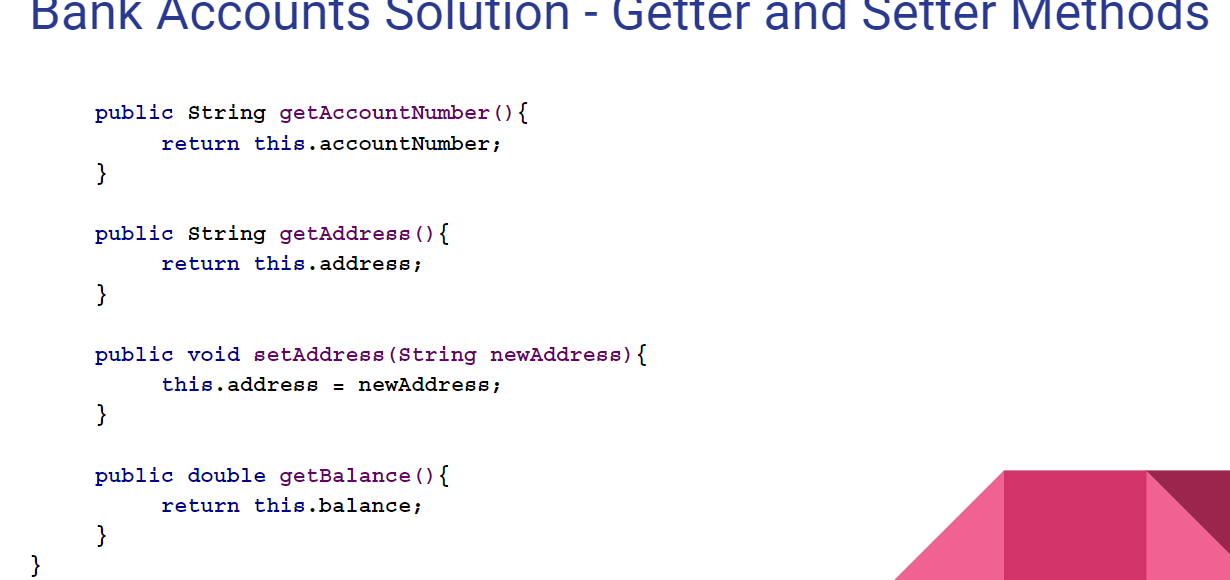 Bank Accounts Solution - Getter and Setter Methods
public String getAccountNumber(){
return this.accountNumber;
}
public String getAddress(){
return this.address;
}
public void setAddress(String newAddress){
this.address = newAddress;
}
public double getBalance(){
return this.balance;
}
}